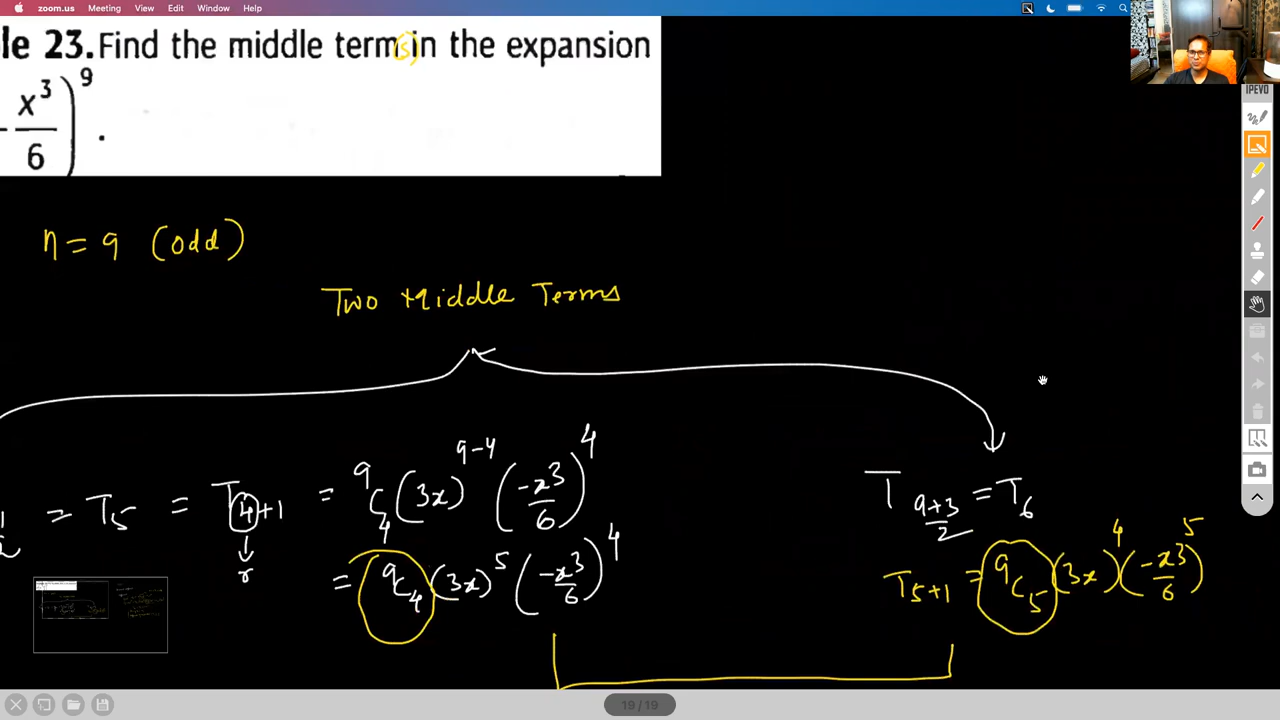 zoom.us Meeting View Edit Window Help
le 23. Find the middle term(s) in the expansion
- x³/6)⁹ .
IPEVO
n = 9 (odd)
Two Middle Terms
= T₅ = T₄₊₁ = ⁹C₄ (3x)⁹⁻⁴ (-x³/6)⁴
r
= ⁹C₄ (3x)⁵ (-x³/6)⁴
T₍₉₊₃₎/₂ = T₆
T₅₊₁ = ⁹C₅ (3x)⁴ (-x³/6)⁵
19 / 19